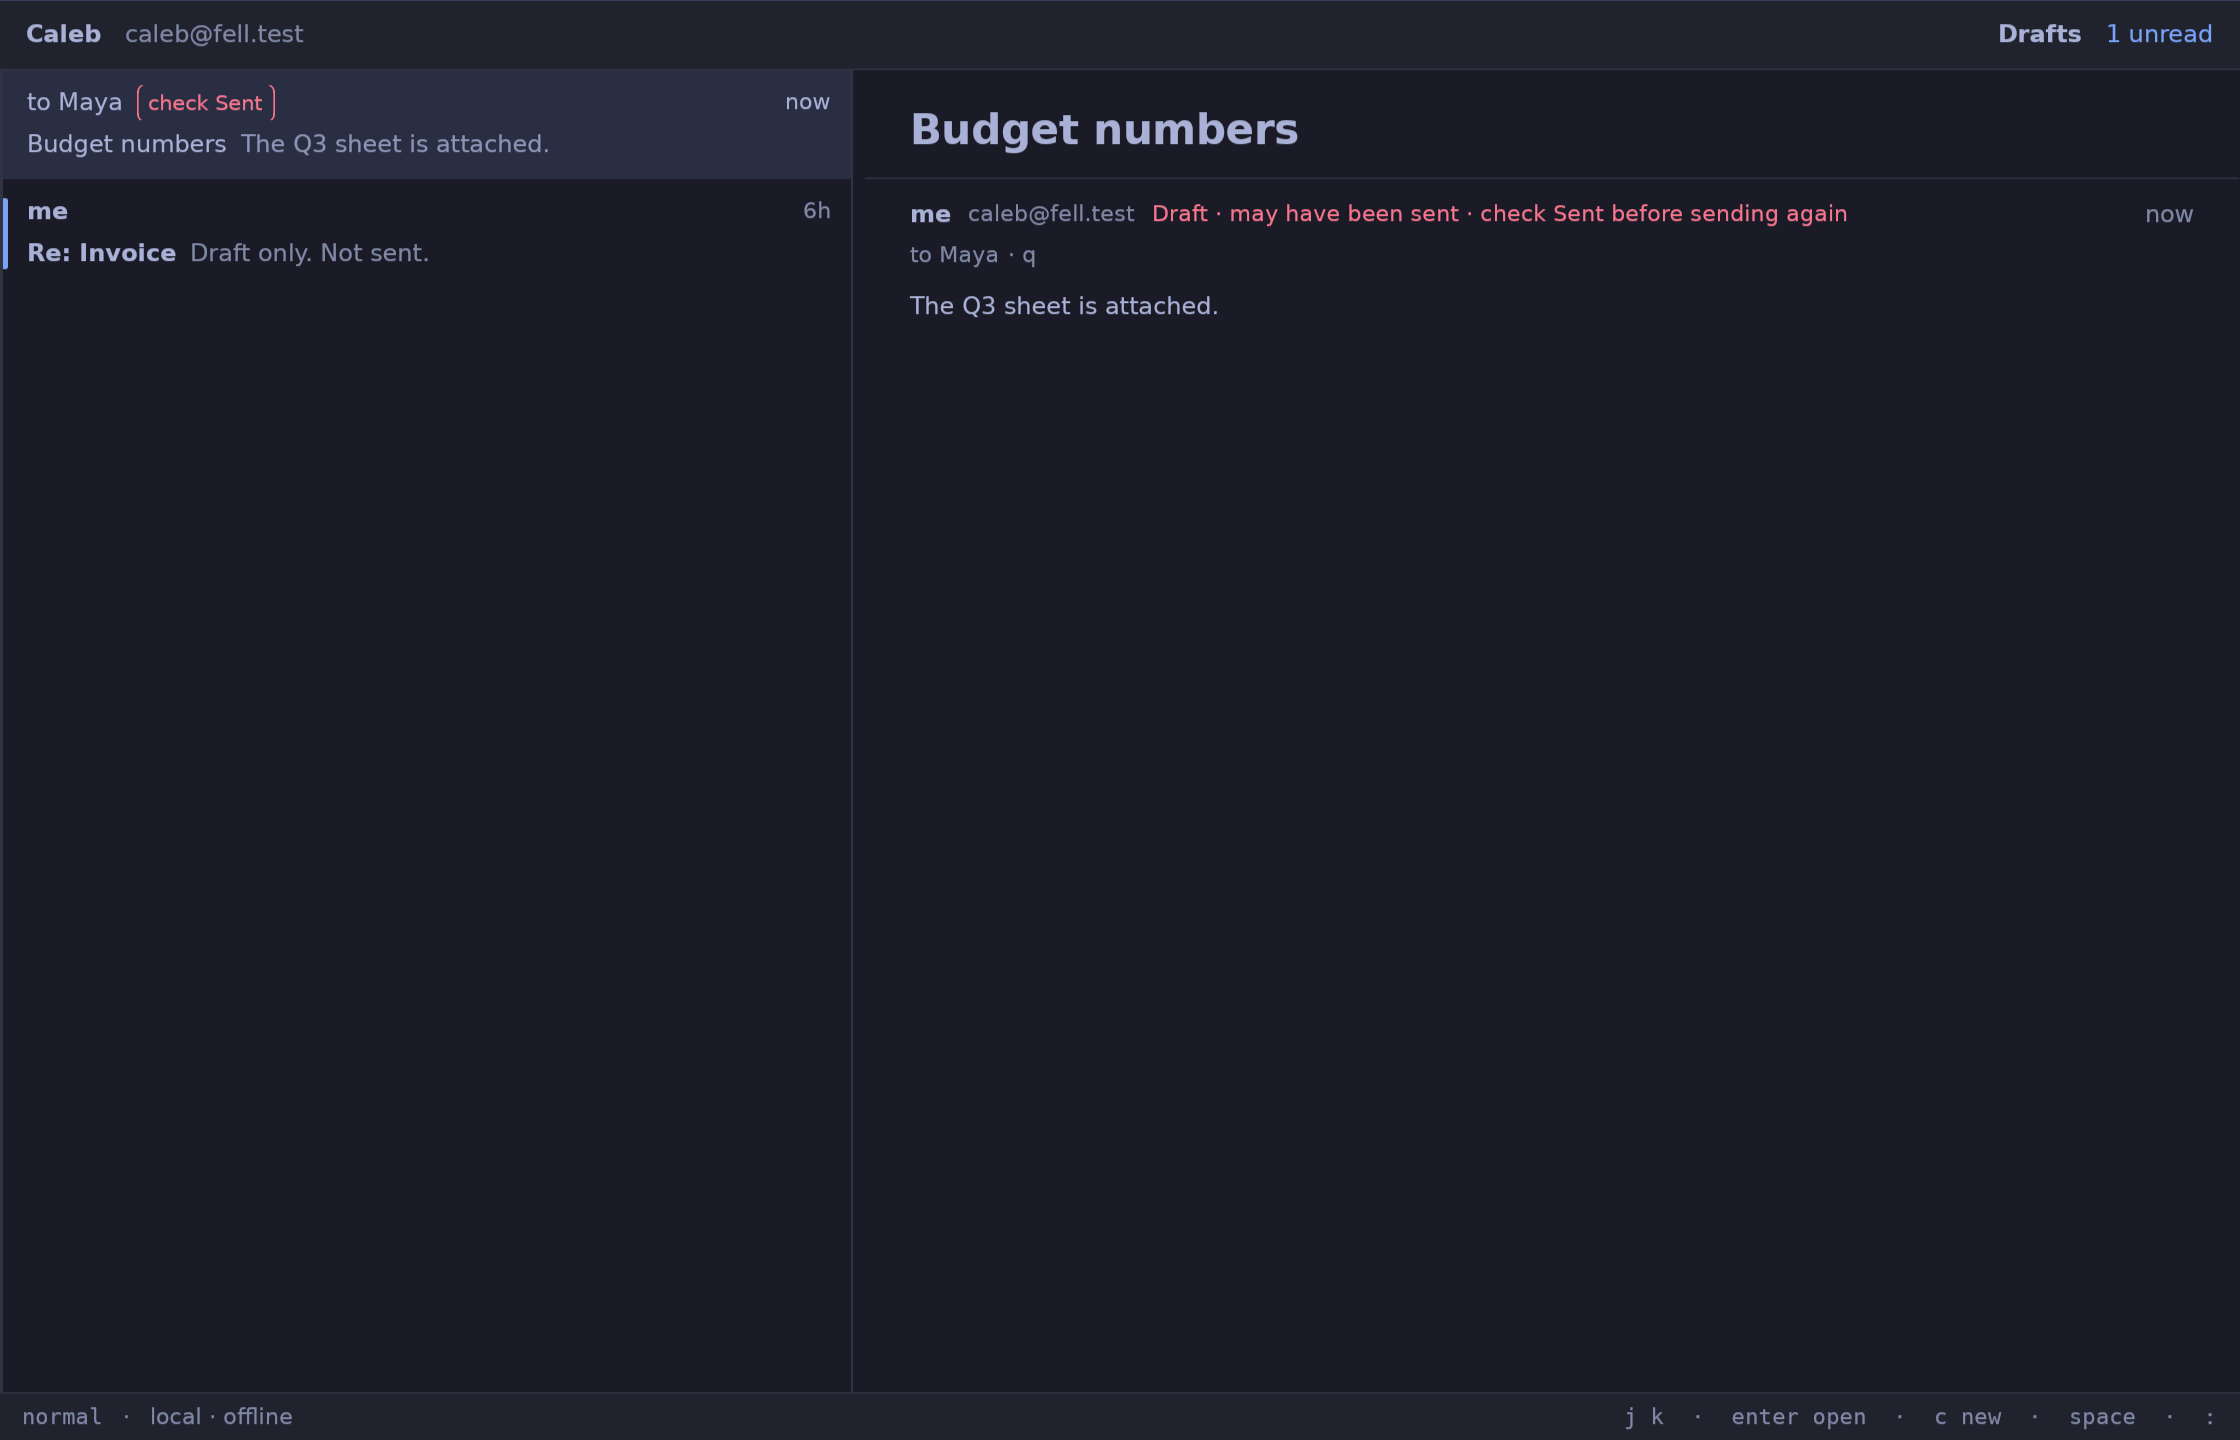 Caleb caleb@fell.test Drafts 1 unread
to Maya check Sent now
Budget numbers The Q3 sheet is attached.
me 6h
Re: Invoice Draft only. Not sent.
Budget numbers
me caleb@fell.test Draft · may have been sent · check Sent before sending again now
to Maya · q
The Q3 sheet is attached.
normal · local · offline j k · enter open · c new · space · :